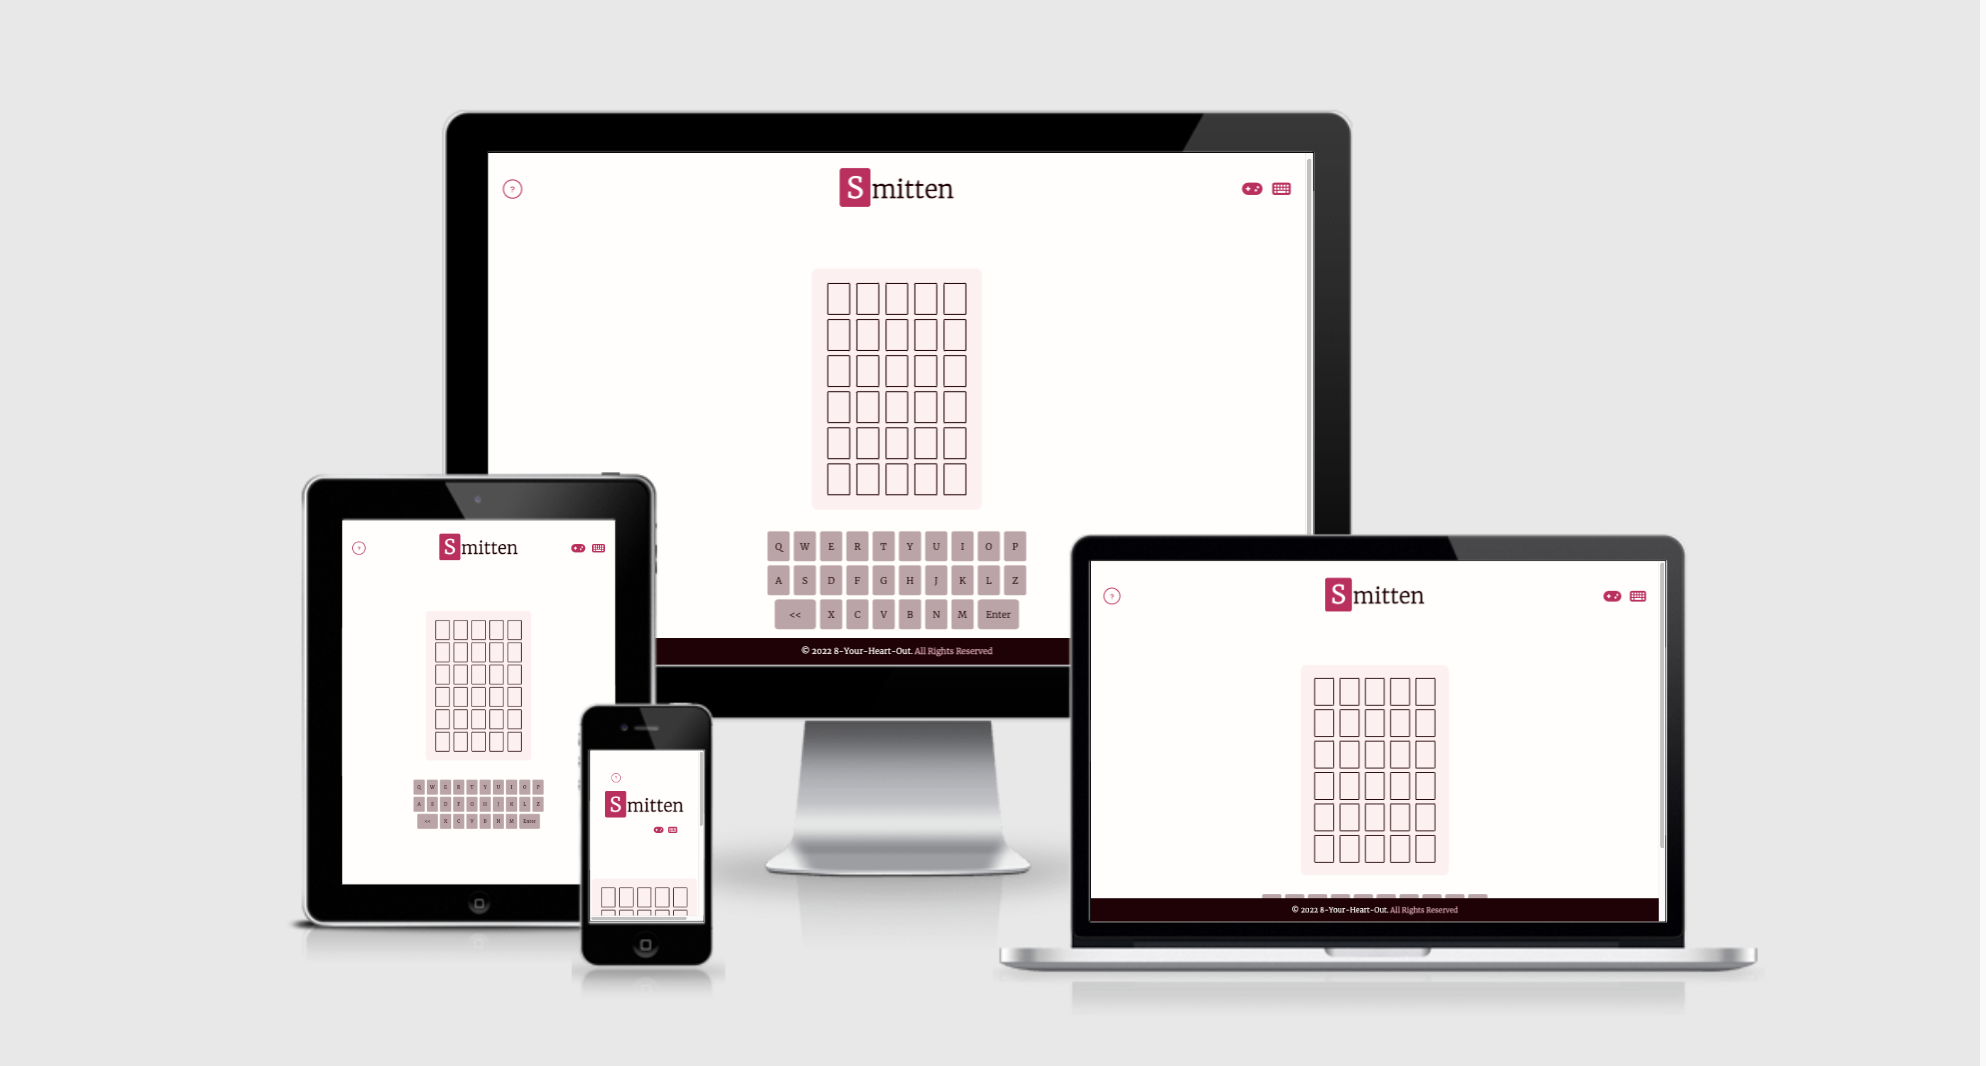 ?
Smitten
Q W E R T Y U I O P
A S D F G H J K L Z
<< X C V B N M Enter
© 2022 8-Your-Heart-Out. All Rights Reserved
?
Smitten
Q W E R T Y U I O P
A S D F G H J K L Z
<< X C V B N M Enter
?
Smitten
?
Smitten
© 2022 8-Your-Heart-Out. All Rights Reserved